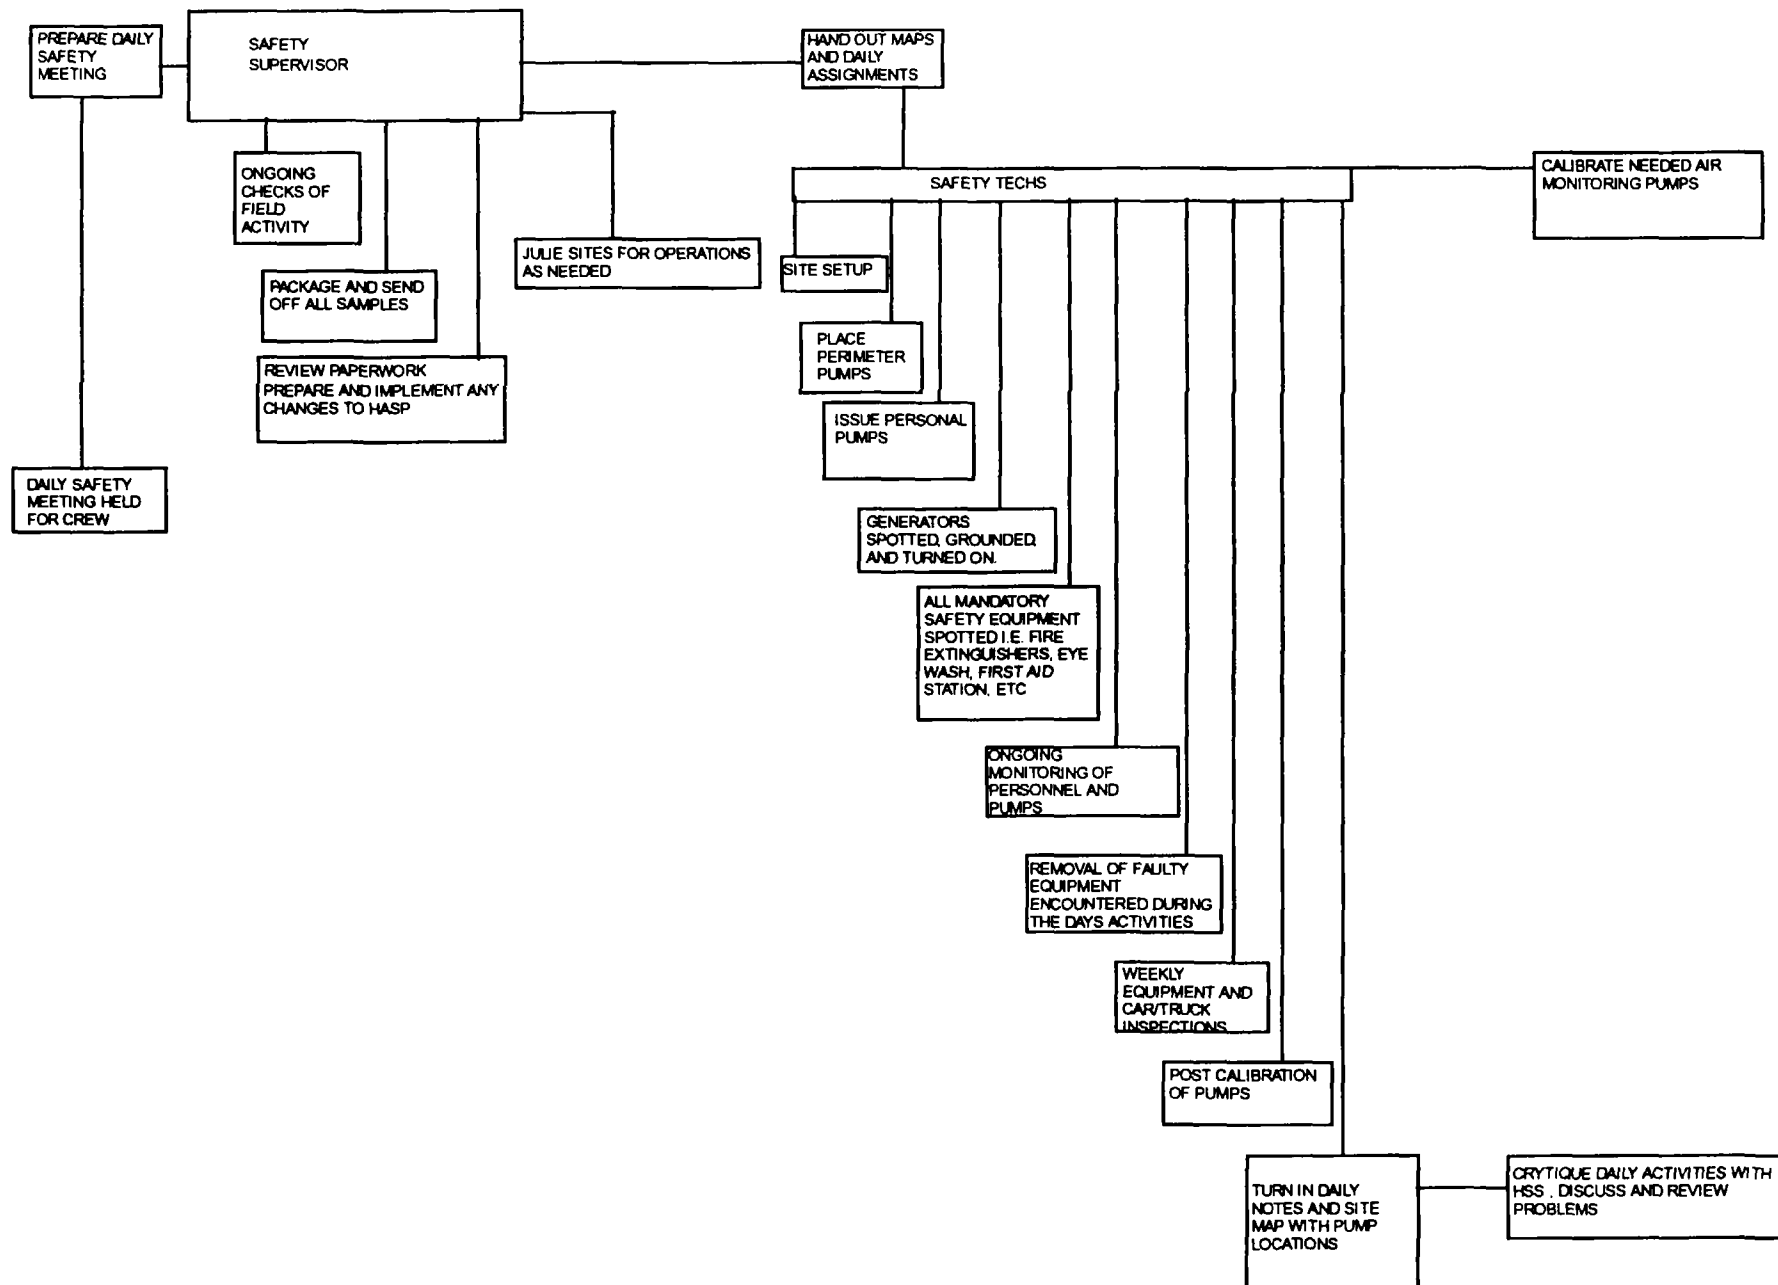 PREPARE DAILY
SAFETY
MEETING
SAFETY
SUPERVISOR
HAND OUT MAPS
AND DAILY
ASSIGNMENTS
ONGOING
CHECKS OF
FIELD
ACTIVITY
SAFETY TECHS
CALIBRATE NEEDED AIR
MONITORING PUMPS
JULIE SITES FOR OPERATIONS
AS NEEDED
SITE SETUP
PACKAGE AND SEND
OFF ALL SAMPLES
PLACE
PERIMETER
PUMPS
REVIEW PAPERWORK
PREPARE AND IMPLEMENT ANY
CHANGES TO HASP
ISSUE PERSONAL
PUMPS
DAILY SAFETY
MEETING HELD
FOR CREW
GENERATORS
SPOTTED, GROUNDED,
AND TURNED ON.
ALL MANDATORY
SAFETY EQUIPMENT
SPOTTED I.E. FIRE
EXTINGUISHERS, EYE
WASH, FIRST AID
STATION, ETC
ONGOING
MONITORING OF
PERSONNEL AND
PUMPS
REMOVAL OF FAULTY
EQUIPMENT
ENCOUNTERED DURING
THE DAYS ACTIVITIES
WEEKLY
EQUIPMENT AND
CAR/TRUCK
INSPECTIONS
POST CALIBRATION
OF PUMPS
TURN IN DAILY
NOTES AND SITE
MAP WITH PUMP
LOCATIONS
CRYTIQUE DAILY ACTIVITIES WITH
HSS , DISCUSS AND REVIEW
PROBLEMS